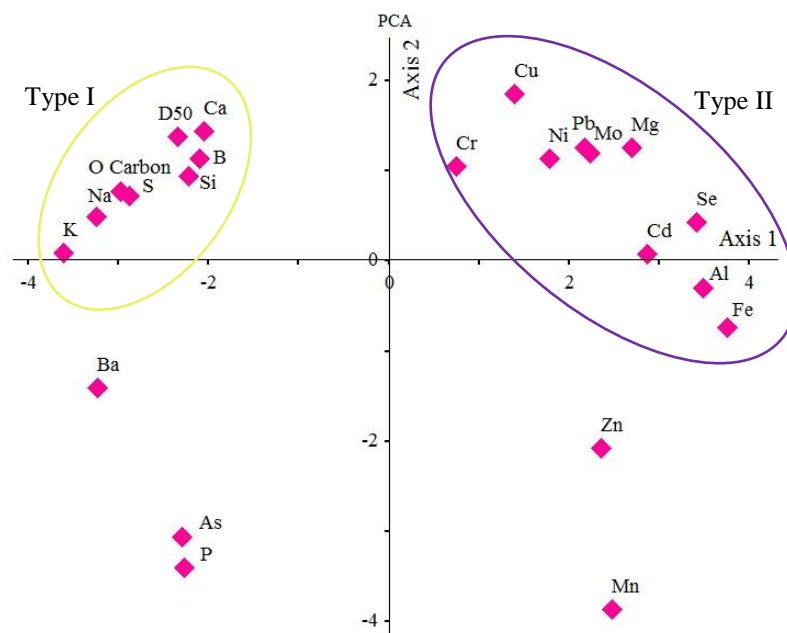 PCA
Axis 2
2
Cu
Type I
Type II
D50
Ca
Pb
Mo
Mg
Cr
Ni
B
O Carbon
S
Si
Na
Se
K
Cd
Axis 1
-4
-2
0
0
2
4
Al
Fe
Ba
Zn
-2
As
P
Mn
-4